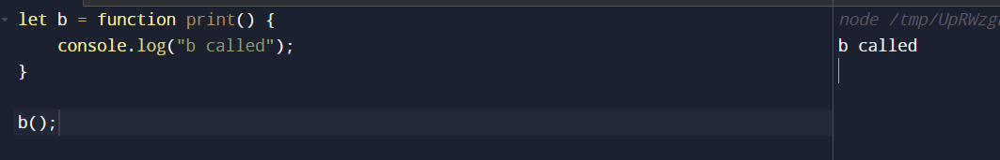 let b = function print() {
    console.log("b called");
}
b();
node /tmp/UpRWzg
b called